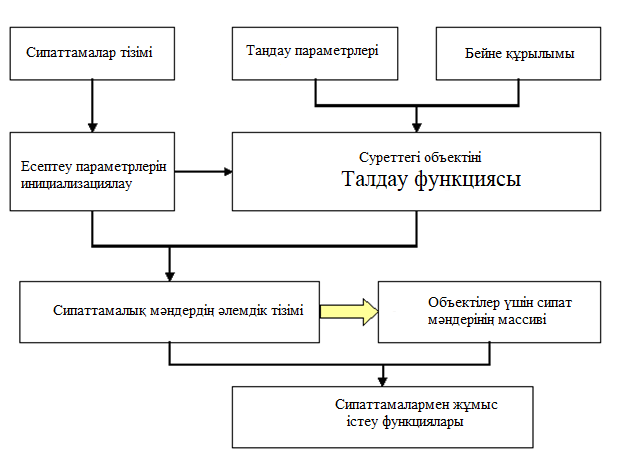 Сипаттамалар тізімі
Таңдау параметрлері
Бейне құрылымы
Есептеу параметрлерін
инициализациялау
Суреттегі объектіні
Талдау функциясы
Сипаттамалық мәндердің әлемдік тізімі
Объектілер үшін сипат
мәндерінің массиві
Сипаттамалармен жұмыс
істеу функциялары